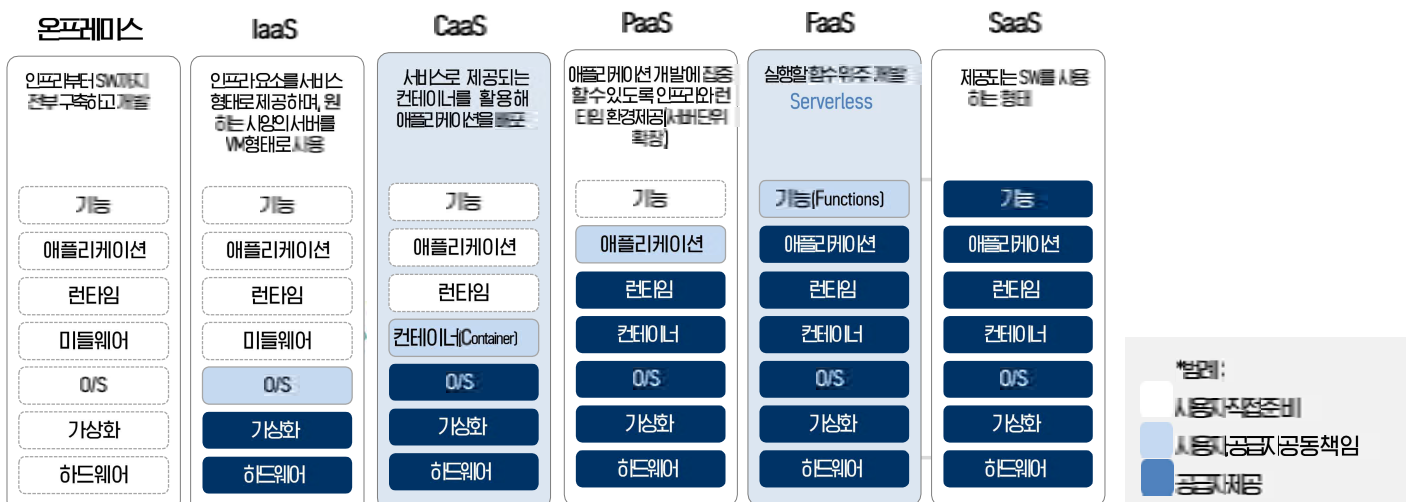 온프레미스
인프라부터 SW까지
전부 구축하고 개발
기능
애플리케이션
런타임
미들웨어
O/S
가상화
하드웨어
IaaS
인프라 요소를 서비스
형태로 제공하며, 원
하는 사양의 서버를
VM형태로 사용
기능
애플리케이션
런타임
미들웨어
O/S
가상화
하드웨어
CaaS
서비스로 제공되는
컨테이너를 활용해
애플리케이션을 배포
기능
애플리케이션
런타임
컨테이너(Container)
O/S
가상화
하드웨어
PaaS
애플리케이션 개발에 집중
할 수 있도록 인프라와 런
타임 환경제공(서버 단위
확장)
기능
애플리케이션
런타임
컨테이너
O/S
가상화
하드웨어
FaaS
실행할 함수 위주 개발
Serverless
기능(Functions)
애플리케이션
런타임
컨테이너
O/S
가상화
하드웨어
SaaS
제공되는 SW를 사용
하는 형태
기능
애플리케이션
런타임
컨테이너
O/S
가상화
하드웨어
*범례 :
사용자 직접 준비
사용자,공급자 공동 책임
공급자 제공